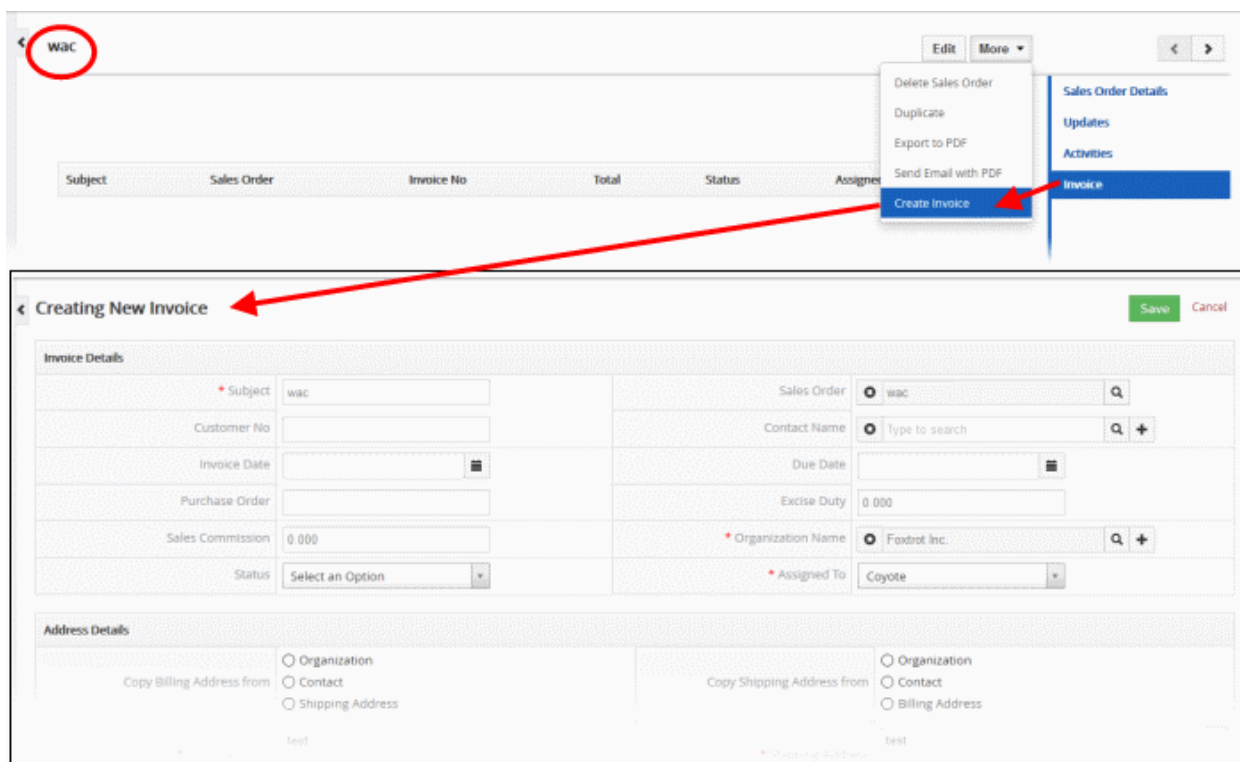 wac
Edit More
Delete Sales Order
Duplicate
Export to PDF
Send Email with PDF
Create Invoice
Sales Order Details
Updates
Activities
Invoice
Subject Sales Order Invoice No Total Status Assigned
Creating New Invoice
Save Cancel
Invoice Details
* Subject wac Sales Order wac
Customer No Contact Name Type to search
Invoice Date Due Date
Purchase Order Excise Duty 0.000
Sales Commission 0.000 * Organization Name Foxtrot Inc.
Status Select an Option * Assigned To Coyote
Address Details
Copy Billing Address from
Organization
Contact
Shipping Address
Copy Shipping Address from
Organization
Contact
Billing Address
test test